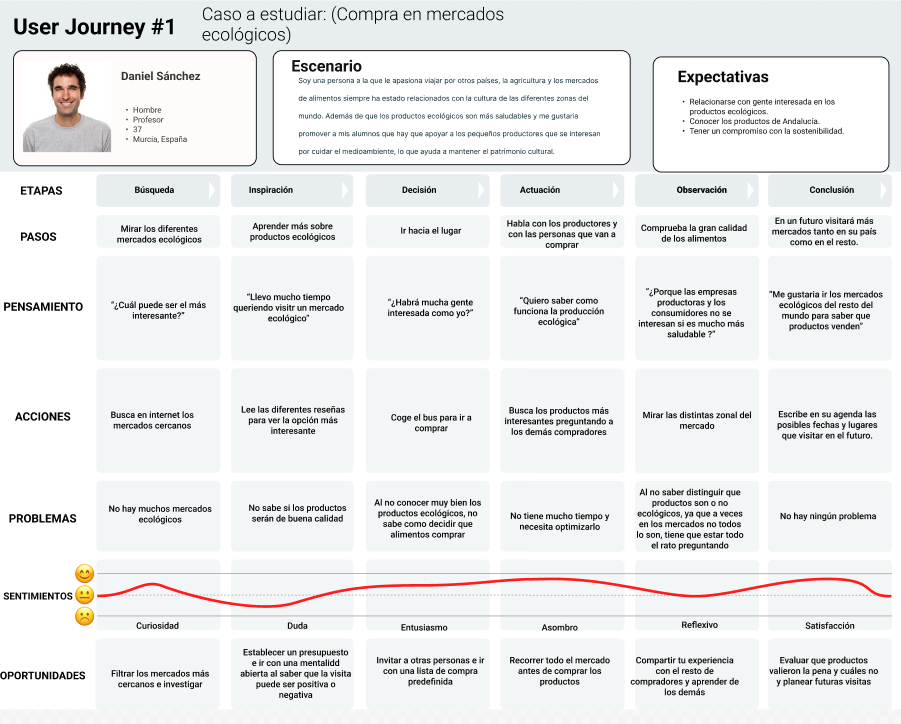 User Journey #1
Caso a estudiar: (Compra en mercados
ecológicos)
Daniel Sánchez
• Hombre
• Profesor
• 37
• Murcia, España
Escenario
Soy una persona a la que le apasiona viajar por otros países, la agricultura y los mercados
de alimentos siempre ha estado relacionados con la cultura de las diferentes zonas del
mundo. Además de que los productos ecológicos son más saludables y me gustaria
promover a mis alumnos que hay que apoyar a los pequeños productores que se interesan
por cuidar el medioambiente, lo que ayuda a mantener el patrimonio cultural.
Expectativas
• Relacionarse con gente interesada en los
productos ecológicos.
• Conocer los productos de Andalucía.
• Tener un compromiso con la sostenibilidad.
ETAPAS
Búsqueda
Inspiración
Decisión
Actuación
Observación
Conclusión
PASOS
Mirar los diferentes
mercados ecológicos
Aprender más sobre
productos ecológicos
Ir hacia el lugar
Habla con los productores y
con las personas que van a
comprar
Comprueba la gran calidad
de los alimentos
En un futuro visitará más
mercados tanto en su país
como en el resto.
PENSAMIENTO
“¿Cuál puede ser el más
interesante?”
“Llevo mucho tiempo
queriendo visitir un mercado
ecológico”
“¿Habrá mucha gente
interesada como yo?”
“Quiero saber como
funciona la producción
ecológica”
“¿Porque las empresas
productoras y los
consumidores no se
interesan si es mucho más
saludable ?”
“Me gustaria ir los mercados
ecológicos del resto del
mundo para saber que
productos venden”
ACCIONES
Busca en internet los
mercados cercanos
Lee las diferentes reseñas
para ver la opción más
interesante
Coge el bus para ir a
comprar
Busca los productos más
interesantes preguntando a
los demás compradores
Mirar las distintas zonal del
mercado
Escribe en su agenda las
posibles fechas y lugares
que visitar en el futuro.
PROBLEMAS
No hay muchos mercados
ecológicos
No sabe si los productos
serán de buena calidad
Al no conocer muy bien los
productos ecológicos, no
sabe como decidir que
alimentos comprar
No tiene mucho tiempo y
necesita optimizarlo
Al no saber distinguir que
productos son o no
ecológicos, ya que a veces
en los mercados no todos
lo son, tiene que estar todo
el rato preguntando
No hay ningún problema
SENTIMIENTOS
Curiosidad
Duda
Entusiasmo
Asombro
Reflexivo
Satisfacción
OPORTUNIDADES
Filtrar los mercados más
cercanos e investigar
Establecer un presupuesto
e ir con una mentalidd
abierta al saber que la visita
puede ser positiva o
negativa
Invitar a otras personas e ir
con una lista de compra
predefinida
Recorrer todo el mercado
antes de comprar los
productos
Compartir tu experiencia
con el resto de
compradores y aprender de
los demás
Evaluar que productos
valieron la pena y cuáles no
y planear futuras visitas